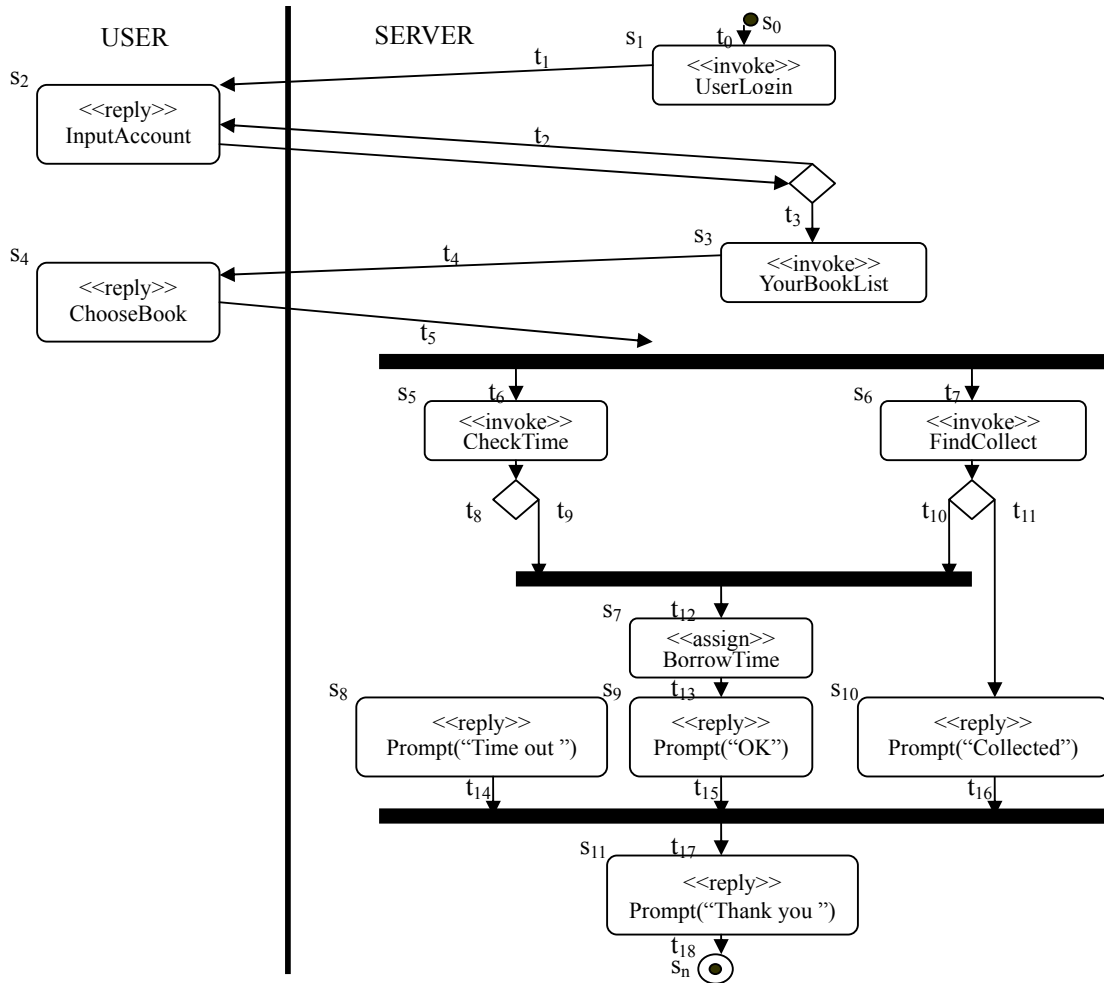 USER
SERVER
s0
t0
s1
<<invoke>>
UserLogin
t1
s2
<<reply>>
InputAccount
t2
t3
s3
<<invoke>>
YourBookList
t4
s4
<<reply>>
ChooseBook
t5
s5
t6
<<invoke>>
CheckTime
s6
t7
<<invoke>>
FindCollect
t8
t9
t10
t11
s7
t12
<<assign>>
BorrowTime
s8
<<reply>>
Prompt(“Time out ”)
s9
t13
<<reply>>
Prompt(“OK”)
s10
<<reply>>
Prompt(“Collected”)
t14
t15
t16
s11
t17
<<reply>>
Prompt(“Thank you ”)
t18
sn